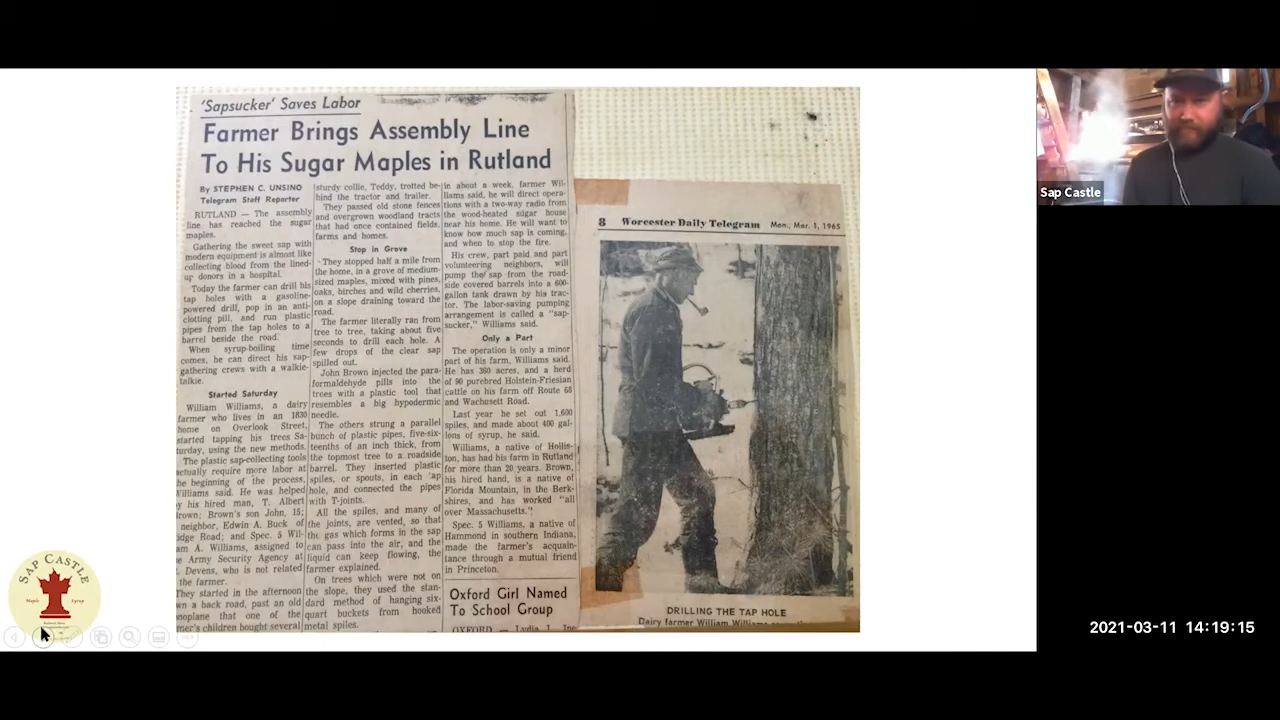 'Sapsucker' Saves Labor
Farmer Brings Assembly Line
To His Sugar Maples in Rutland
By STEPHEN C. UNSINO
Telegram Staff Reporter
RUTLAND — The assembly
line has reached the sugar
maples.
Gathering the sweet sap with
modern equipment is almost like
collecting blood from the lined-
up donors in a hospital.
Today the farmer can drill his
tap holes with a gasoline-
powered drill, pop in an anti-
clotting pill, and run plastic
pipes from the tap holes to a
barrel beside the road.
When syrup-boiling time
comes, he can direct his sap-
gathering crews with a walkie-
talkie.
Started Saturday
William Williams, a dairy
farmer who lives in an 1830
home on Overlook Street,
started tapping his trees Sa-
turday, using the new methods.
The plastic sap-collecting tools
actually require more labor at
the beginning of the process,
Williams said. He was helped
by his hired man, T. Albert
Brown; Brown's son John, 15;
neighbor, Edwin A. Buck of
idge Road; and Spec. 5 Wil-
am A. Williams, assigned to
e Army Security Agency at
. Devens, who is not related
the farmer.
They started in the afternoon
wn a back road, past an old
noplane that one of the
mer's children bought several
sturdy collie, Teddy, trotted be-
hind the tractor and trailer.
They passed old stone fences
and overgrown woodland tracts
that had once contained fields,
farms and homes.
Stop in Grove
They stopped half a mile from
the home, in a grove of medium-
sized maples, mixed with pines,
oaks, birches and wild cherries,
on a slope draining toward the
road.
The farmer literally ran from
tree to tree, taking about five
seconds to drill each hole. A
few drops of the clear sap
spilled out.
John Brown injected the para-
formaldehyde pills into the
trees with a plastic tool that
resembles a big hypodermic
needle.
The others strung a parallel
bunch of plastic pipes, five-six-
teenths of an inch thick, from
the topmost tree to a roadside
barrel. They inserted plastic
spiles, or spouts, in each tap
hole, and connected the pipes
with T-joints.
All the spiles, and many of
the joints, are vented, so that
the gas which forms in the sap
can pass into the air, and the
liquid can keep flowing, the
farmer explained.
On trees which were not on
the slope, they used the stan-
dard method of hanging six-
quart buckets from hooked
metal spiles.
in about a week, farmer Wil-
liams said, he will direct opera-
tions with a two-way radio from
the wood-heated sugar house
near his home. He will want to
know how much sap is coming,
and when to stop the fire.
His crew, part paid and part
volunteering neighbors, will
pump the sap from the road-
side covered barrels into a 600-
gallon tank drawn by his trac-
tor. The labor-saving pumping
arrangement is called a "sap-
sucker," Williams said.
Only a Part
The operation is only a minor
part of his farm, Williams said.
He has 360 acres, and a herd
of 90 purebred Holstein-Friesian
cattle on his farm off Route 68
and Wachusett Road.
Last year he set out 1,600
spiles, and made about 400 gal-
lons of syrup, he said.
Williams, a native of Hollis-
ton, has had his farm in Rutland
for more than 20 years. Brown,
his hired hand, is a native of
Florida Mountain, in the Berk-
shires, and has worked "all
over Massachusetts."
Spec. 5 Williams, a native of
Hammond in southern Indiana,
made the farmer's acquain-
tance through a mutual friend
in Princeton.
Oxford Girl Named
To School Group
OXFORD — Lydia J.
8 Worcester Daily Telegram Mon., Mar. 1, 1965
DRILLING THE TAP HOLE
Dairy farmer William Williams
Sap Castle
SAP CASTLE
Maple Syrup
2021-03-11 14:19:15